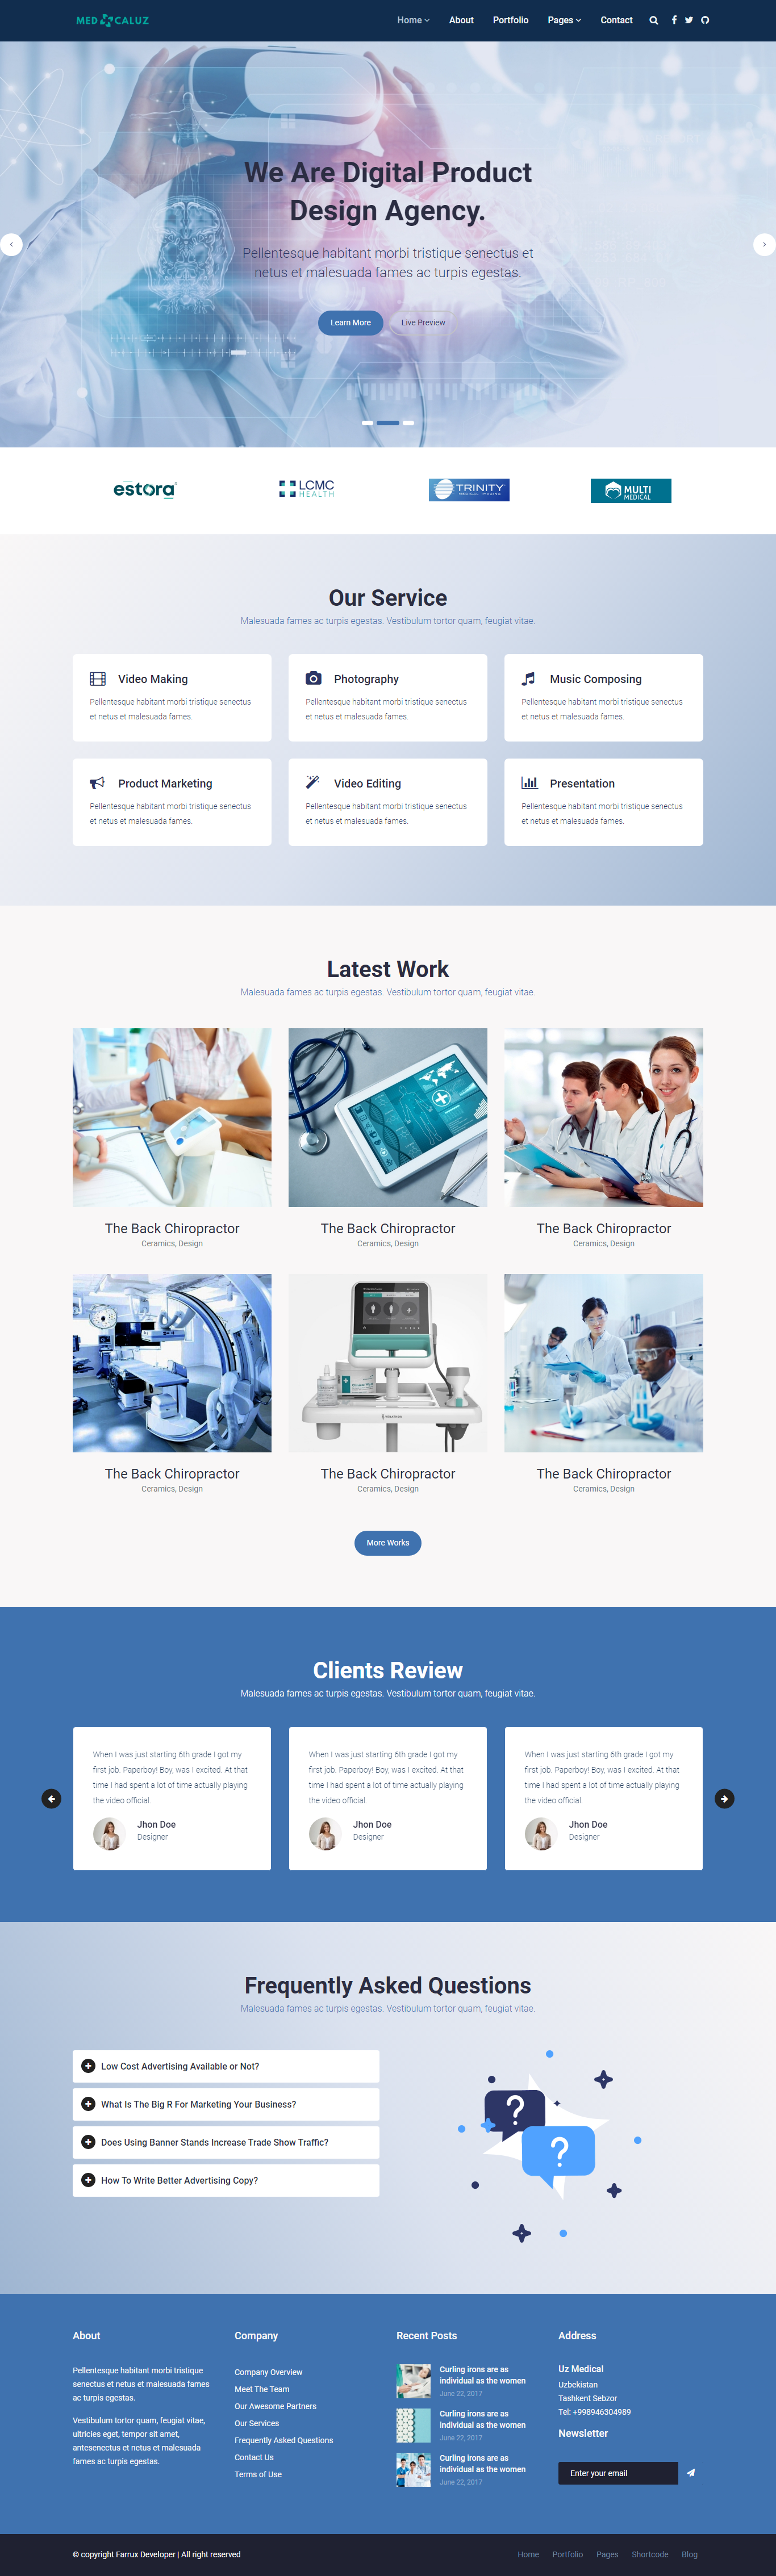 MED CALUZ
Home About Portfolio Pages Contact
We Are Digital Product
Design Agency.
Pellentesque habitant morbi tristique senectus et
netus et malesuada fames ac turpis egestas.
Learn More Live Preview
estora
LCMC
HEALTH
TRINITY
MEDICAL IMAGING
MULTI
MEDICAL
Our Service
Malesuada fames ac turpis egestas. Vestibulum tortor quam, feugiat vitae.
Video Making
Pellentesque habitant morbi tristique senectus
et netus et malesuada fames.
Photography
Pellentesque habitant morbi tristique senectus
et netus et malesuada fames.
Music Composing
Pellentesque habitant morbi tristique senectus
et netus et malesuada fames.
Product Marketing
Pellentesque habitant morbi tristique senectus
et netus et malesuada fames.
Video Editing
Pellentesque habitant morbi tristique senectus
et netus et malesuada fames.
Presentation
Pellentesque habitant morbi tristique senectus
et netus et malesuada fames.
Latest Work
Malesuada fames ac turpis egestas. Vestibulum tortor quam, feugiat vitae.
The Back Chiropractor
Ceramics, Design
The Back Chiropractor
Ceramics, Design
The Back Chiropractor
Ceramics, Design
The Back Chiropractor
Ceramics, Design
The Back Chiropractor
Ceramics, Design
The Back Chiropractor
Ceramics, Design
More Works
Clients Review
Malesuada fames ac turpis egestas. Vestibulum tortor quam, feugiat vitae.
When I was just starting 6th grade I got my
first job. Paperboy! Boy, was I excited. At that
time I had spent a lot of time actually playing
the video official.
Jhon Doe
Designer
When I was just starting 6th grade I got my
first job. Paperboy! Boy, was I excited. At that
time I had spent a lot of time actually playing
the video official.
Jhon Doe
Designer
When I was just starting 6th grade I got my
first job. Paperboy! Boy, was I excited. At that
time I had spent a lot of time actually playing
the video official.
Jhon Doe
Designer
Frequently Asked Questions
Malesuada fames ac turpis egestas. Vestibulum tortor quam, feugiat vitae.
Low Cost Advertising Available or Not?
What Is The Big R For Marketing Your Business?
Does Using Banner Stands Increase Trade Show Traffic?
How To Write Better Advertising Copy?
? ?
About
Pellentesque habitant morbi tristique
senectus et netus et malesuada fames
ac turpis egestas.
Vestibulum tortor quam, feugiat vitae,
ultricies eget, tempor sit amet,
antesenectus et netus et malesuada
fames ac turpis egestas.
Company
Company Overview
Meet The Team
Our Awesome Partners
Our Services
Frequently Asked Questions
Contact Us
Terms of Use
Recent Posts
Curling irons are as
individual as the women
June 22, 2017
Curling irons are as
individual as the women
June 22, 2017
Curling irons are as
individual as the women
June 22, 2017
Address
Uz Medical
Uzbekistan
Tashkent Sebzor
Tel: +998946304989
Newsletter
Enter your email
© copyright Farrux Developer | All right reserved
Home Portfolio Pages Shortcode Blog